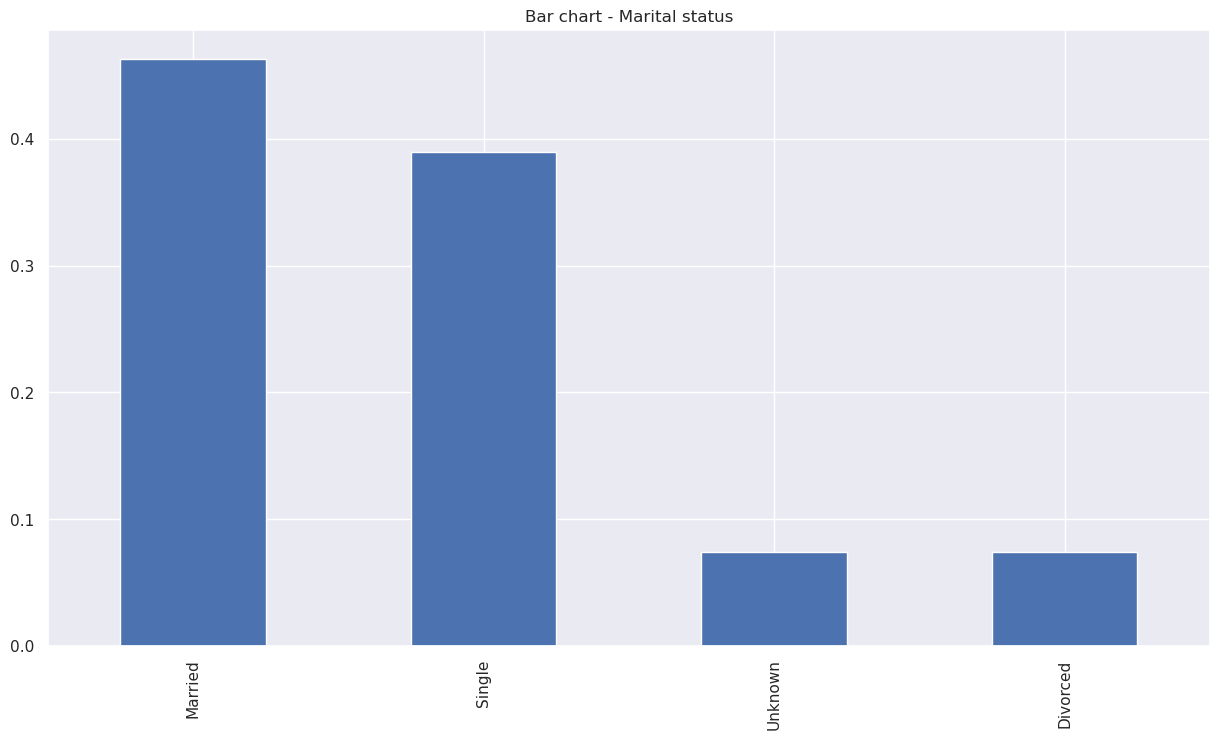 Bar chart - Marital status
0.4
0.3
0.2
0.1
0.0
Married
Single
Unknown
Divorced